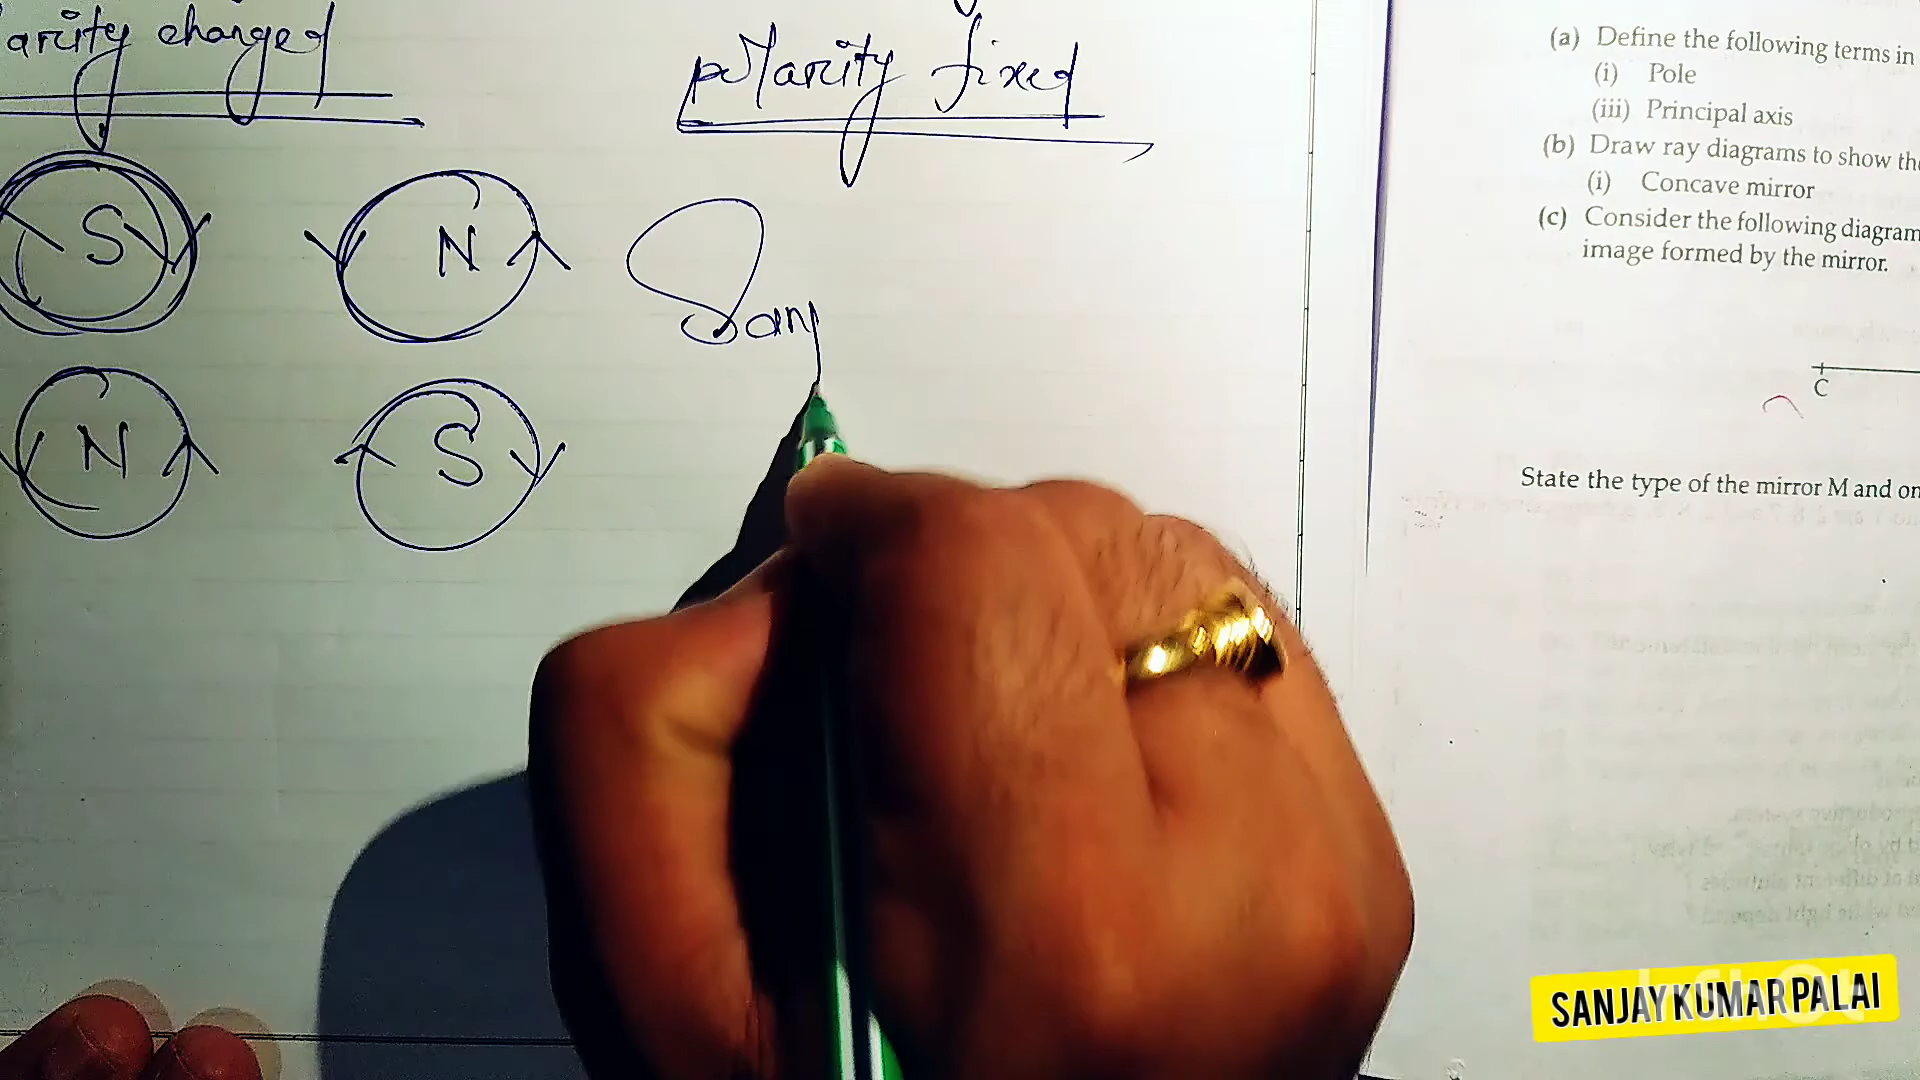 arity changed
polarity fixed
S
N
San
N
S
(a) Define the following terms in
(i) Pole
(iii) Principal axis
(b) Draw ray diagrams to show the
(i) Concave mirror
(c) Consider the following diagram
image formed by the mirror.
C
State the type of the mirror M and on
SANJAY KUMAR PALAI